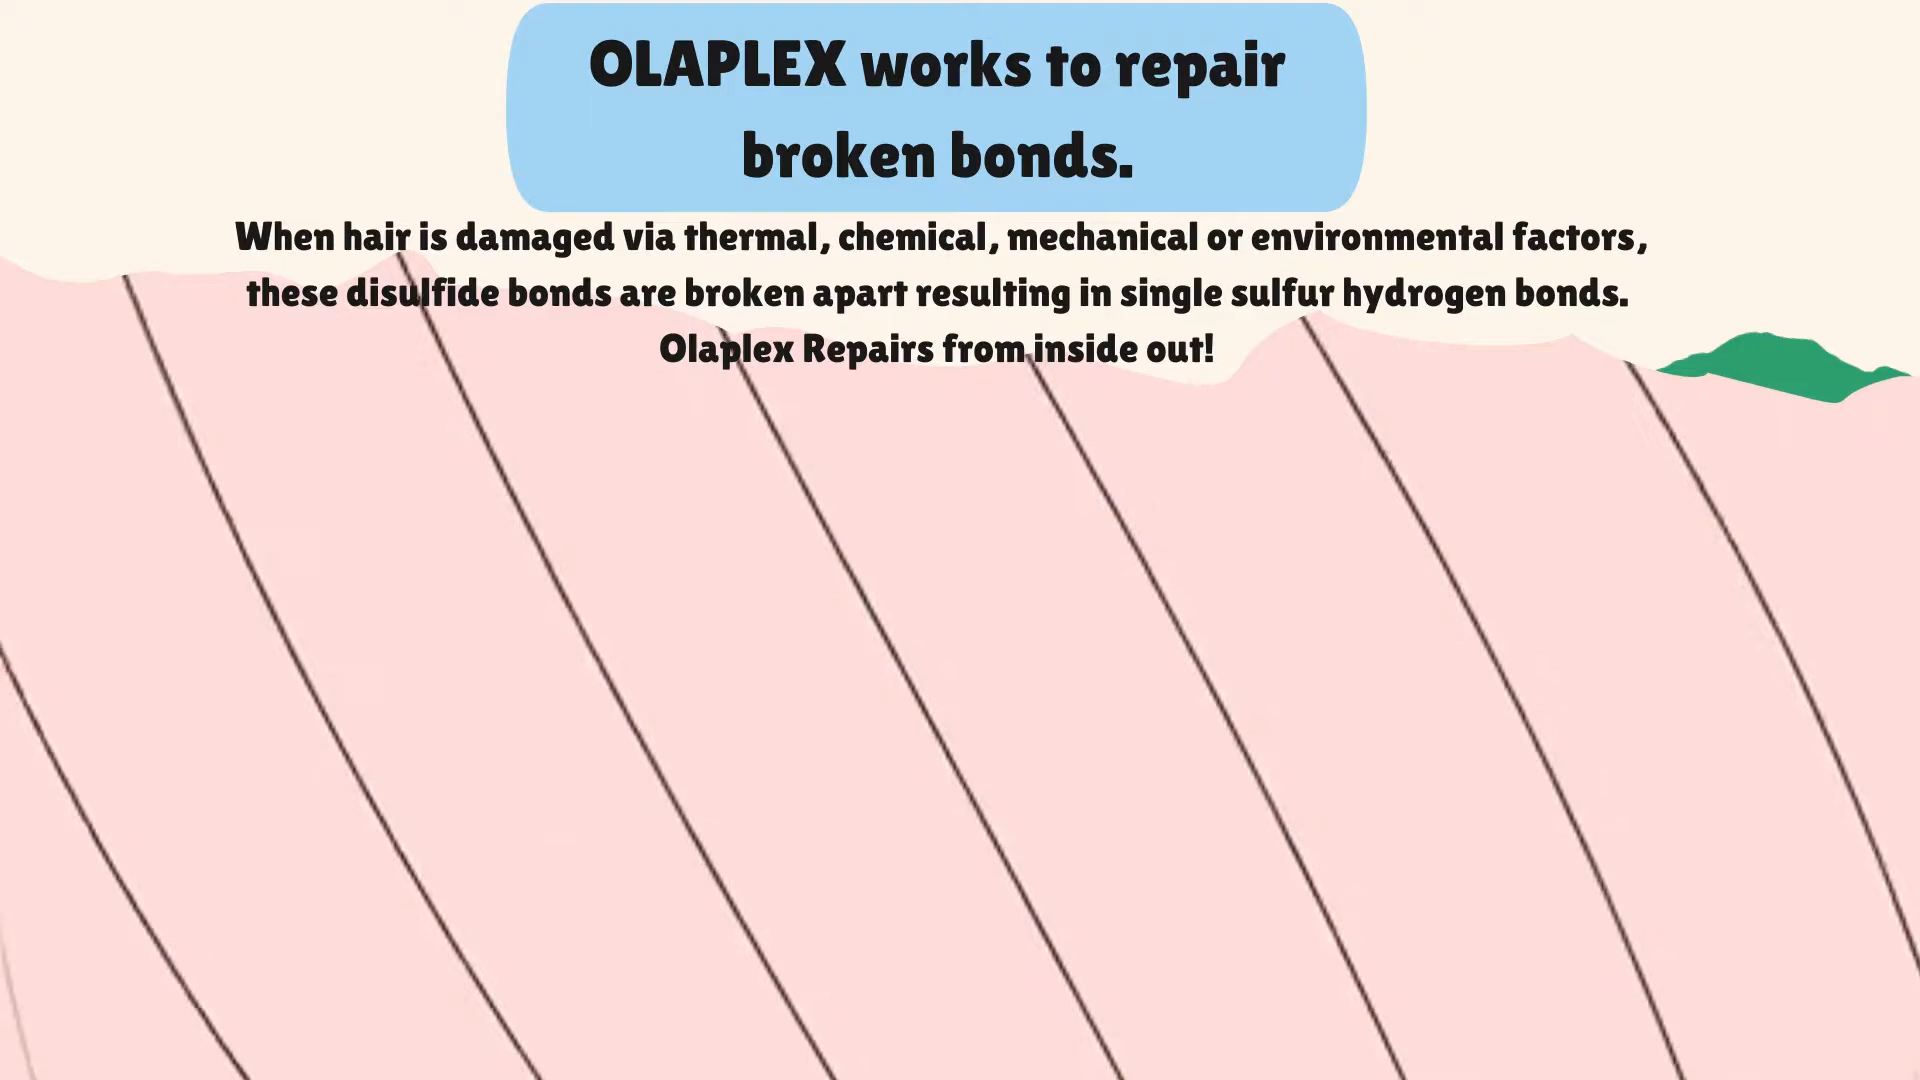 OLAPLEX works to repair
broken bonds.
When hair is damaged via thermal, chemical, mechanical or environmental factors,
these disulfide bonds are broken apart resulting in single sulfur hydrogen bonds.
Olaplex Repairs from inside out!